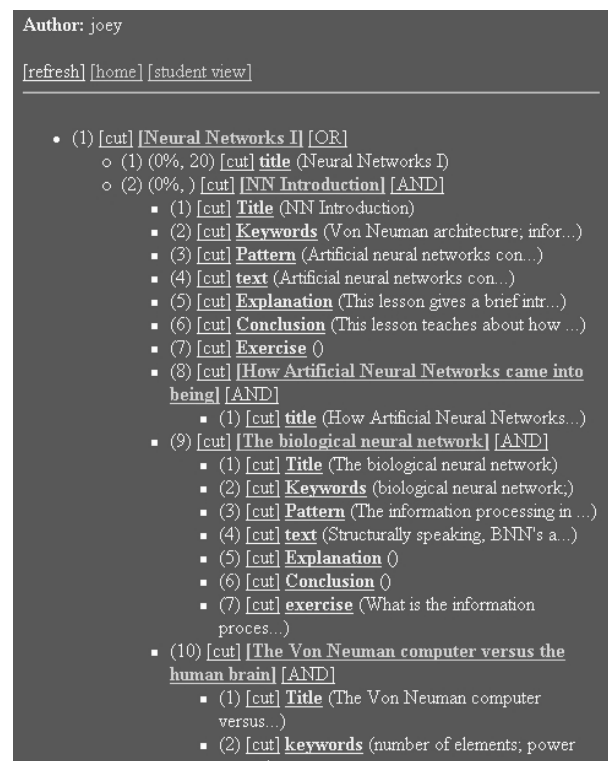 Author: joey
[refresh] [home] [student view]
(1) [cut] [Neural Networks I] [OR]
(1) (0%, 20) [cut] title (Neural Networks I)
(2) (0%, ) [cut] [NN Introduction] [AND]
(1) [cut] Title (NN Introduction)
(2) [cut] Keywords (Von Neuman architecture; infor...)
(3) [cut] Pattern (Artificial neural networks con...)
(4) [cut] text (Artificial neural networks con...)
(5) [cut] Explanation (This lesson gives a brief intr...)
(6) [cut] Conclusion (This lesson teaches about how ...)
(7) [cut] Exercise ()
(8) [cut] [How Artificial Neural Networks came into
being] [AND]
(1) [cut] title (How Artificial Neural Networks...)
(9) [cut] [The biological neural network] [AND]
(1) [cut] Title (The biological neural network)
(2) [cut] Keywords (biological neural network;)
(3) [cut] Pattern (The information processing in ...)
(4) [cut] text (Structurally speaking, BNN's a...)
(5) [cut] Explanation ()
(6) [cut] Conclusion ()
(7) [cut] exercise (What is the information
proces...)
(10) [cut] [The Von Neuman computer versus the
human brain] [AND]
(1) [cut] Title (The Von Neuman computer
versus...)
(2) [cut] keywords (number of elements; power